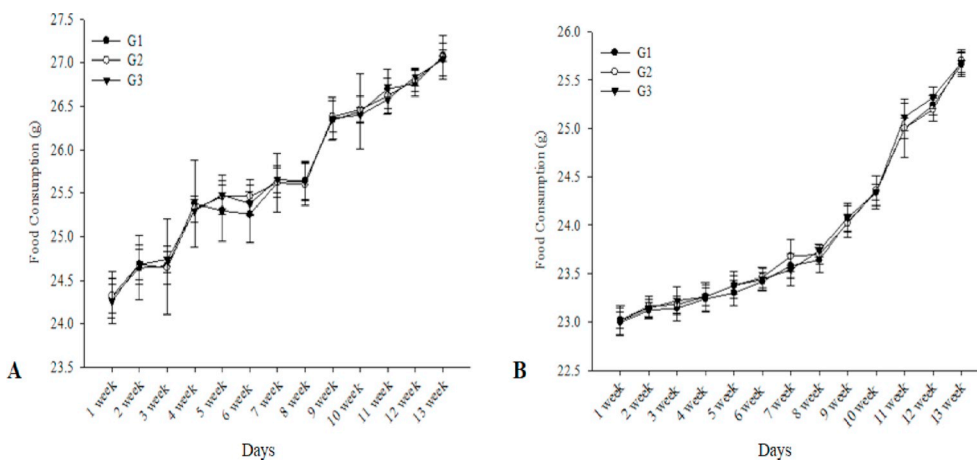 27.5
27.0
26.5
26.0
25.5
25.0
24.5
24.0
23.5
Food Consumption (g)
G1
G2
G3
1 week
2 week
3 week
4 week
5 week
6 week
7 week
8 week
9 week
10 week
11 week
12 week
13 week
Days
A
26.0
25.5
25.0
24.5
24.0
23.5
23.0
22.5
Food Consumption (g)
G1
G2
G3
1 week
2 week
3 week
4 week
5 week
6 week
7 week
8 week
9 week
10 week
11 week
12 week
13 week
Days
B